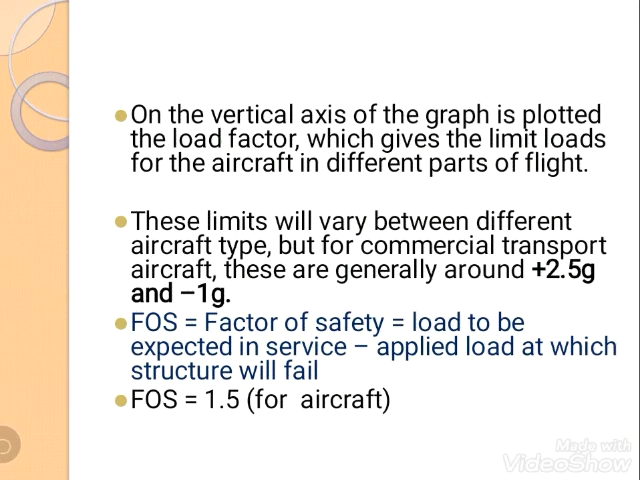 On the vertical axis of the graph is plotted
the load factor, which gives the limit loads
for the aircraft in different parts of flight.
These limits will vary between different
aircraft type, but for commercial transport
aircraft, these are generally around +2.5g
and –1g.
FOS = Factor of safety = load to be
expected in service – applied load at which
structure will fail
FOS = 1.5 (for  aircraft)
Made with
VideoShow